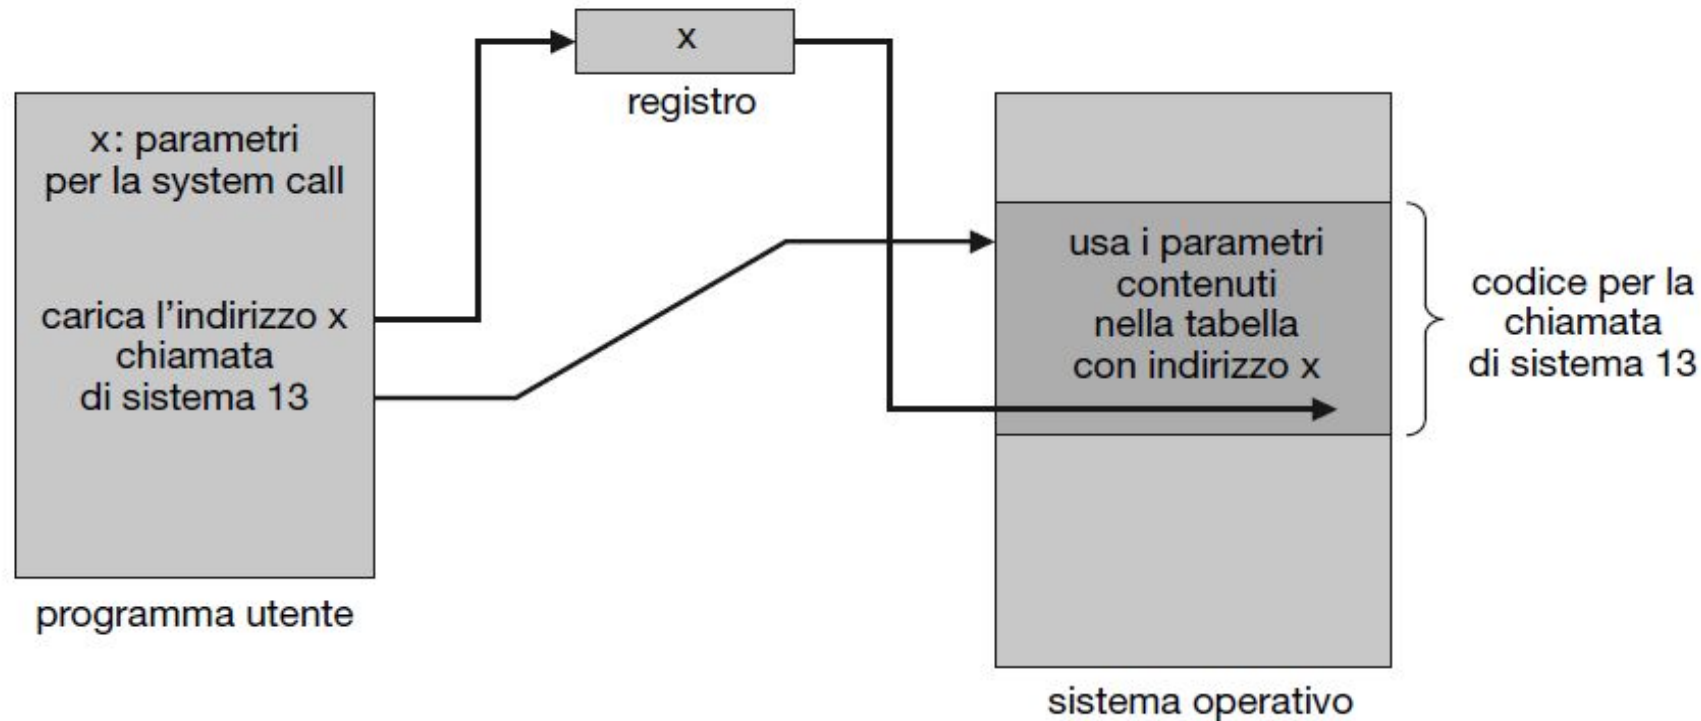 x
registro
x: parametri
per la system call
carica l'indirizzo x
chiamata
di sistema 13
programma utente
usa i parametri
contenuti
nella tabella
con indirizzo x
codice per la
chiamata
di sistema 13
sistema operativo